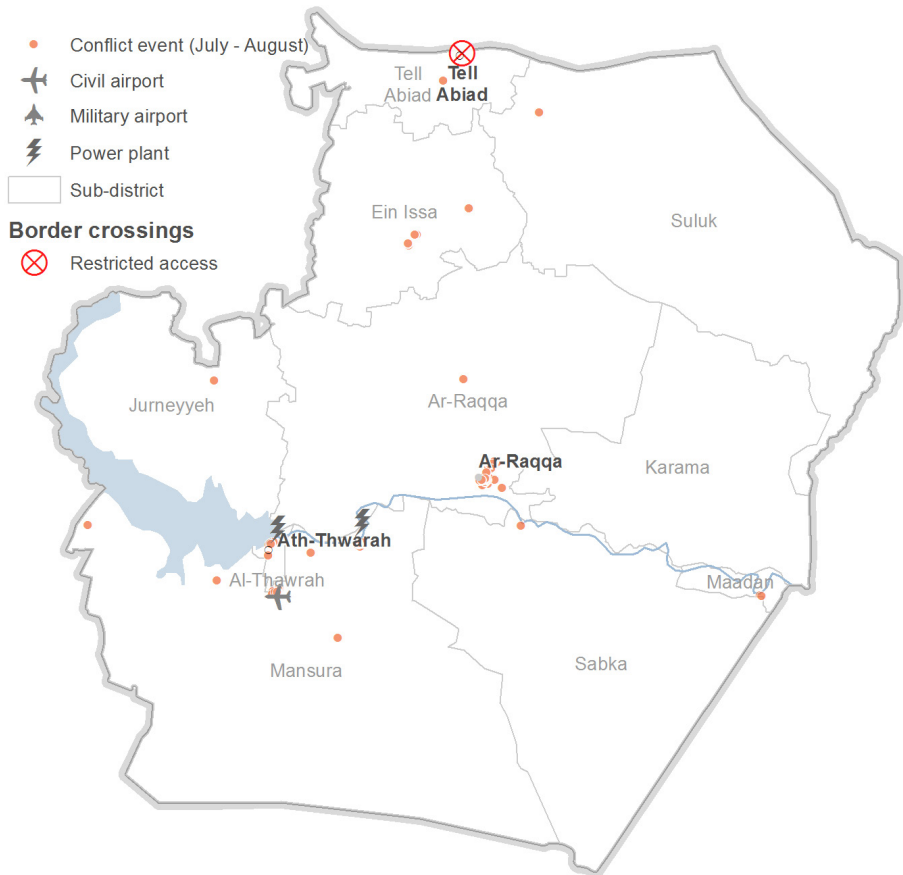 Conflict event (July - August)
Civil airport
Military airport
Power plant
Sub-district
Border crossings
Restricted access
Tell
Abiad
Tell
Abiad
Ein Issa
Suluk
Jurneyyeh
Ar-Raqqa
Ar-Raqqa
Karama
Ath-Thwarah
Al-Thawrah
Maadan
Mansura
Sabka